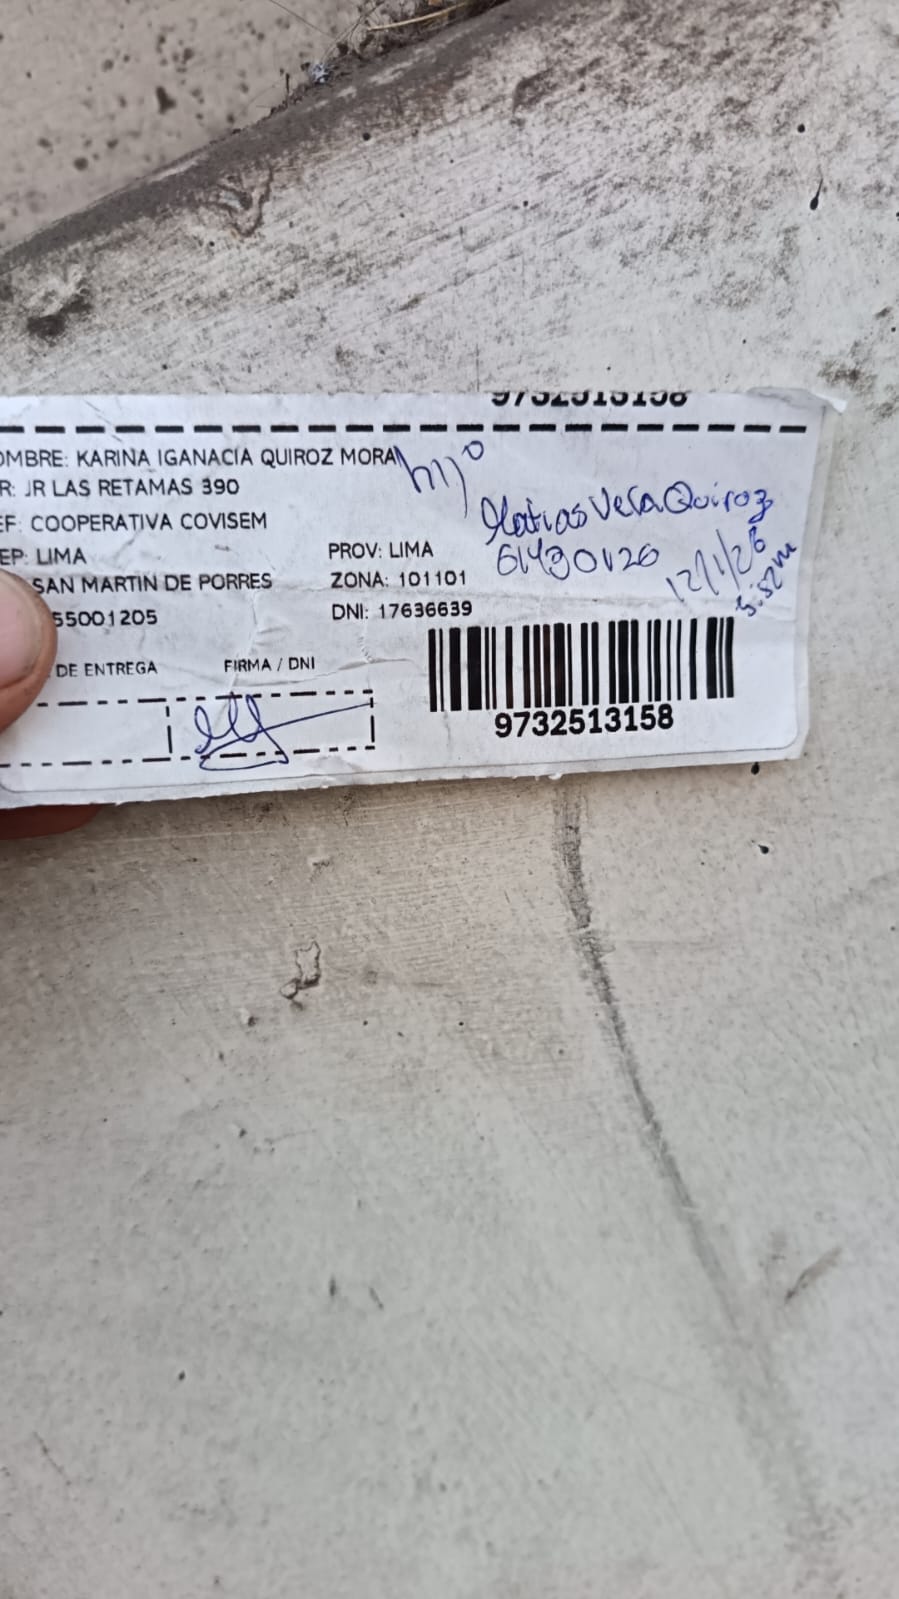 9732513158
OMBRE: KARINA IGANACIA QUIROZ MORA
hijo
R: JR LAS RETAMAS 390
Matias Vera Quiroz
EF: COOPERATIVA COVISEM
61490120
EP: LIMA PROV: LIMA
12/1/26
SAN MARTIN DE PORRES ZONA: 101101
55001205 DNI: 17636639
DE ENTREGA FIRMA / DNI
9732513158